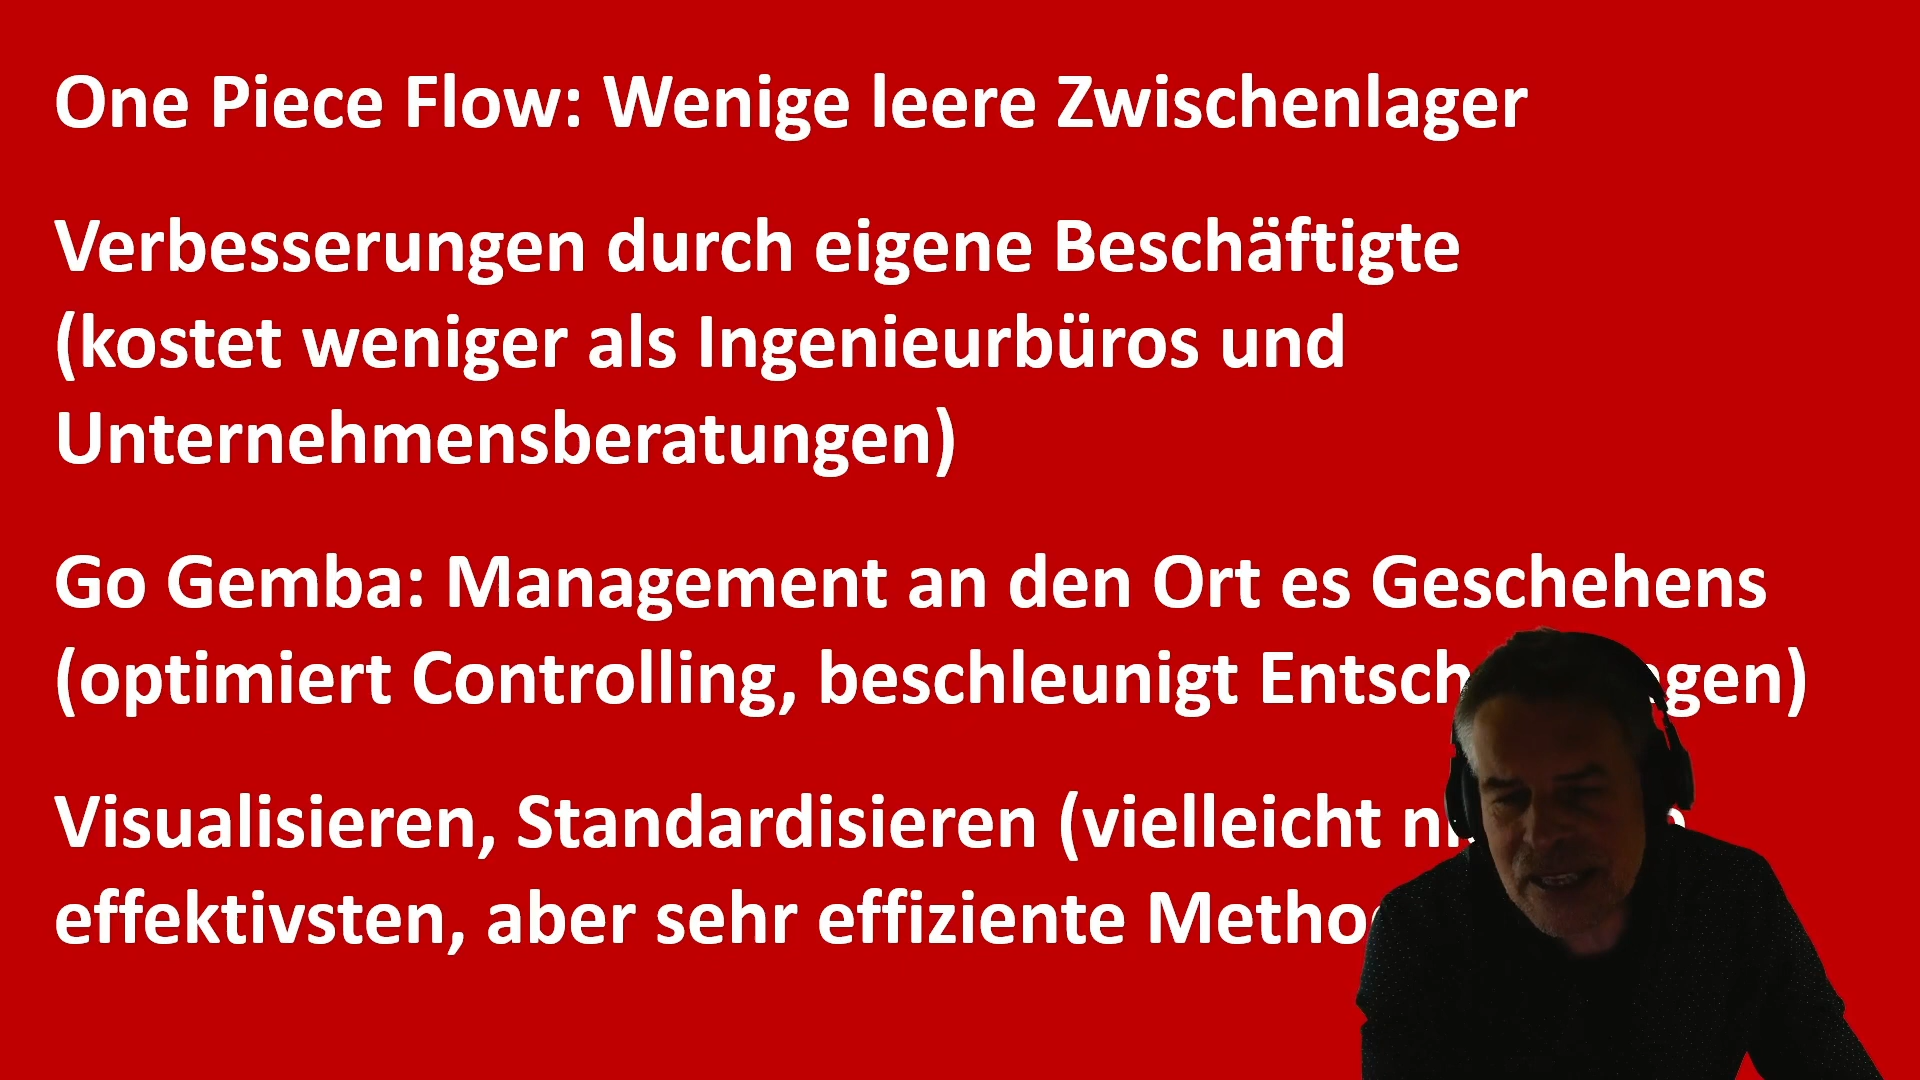 One Piece Flow: Wenige leere Zwischenlager
Verbesserungen durch eigene Beschäftigte
(kostet weniger als Ingenieurbüros und
Unternehmensberatungen)
Go Gemba: Management an den Ort es Geschehens
(optimiert Controlling, beschleunigt
Visualisieren, Standardisieren (vielleicht
effektivsten, aber sehr effiziente